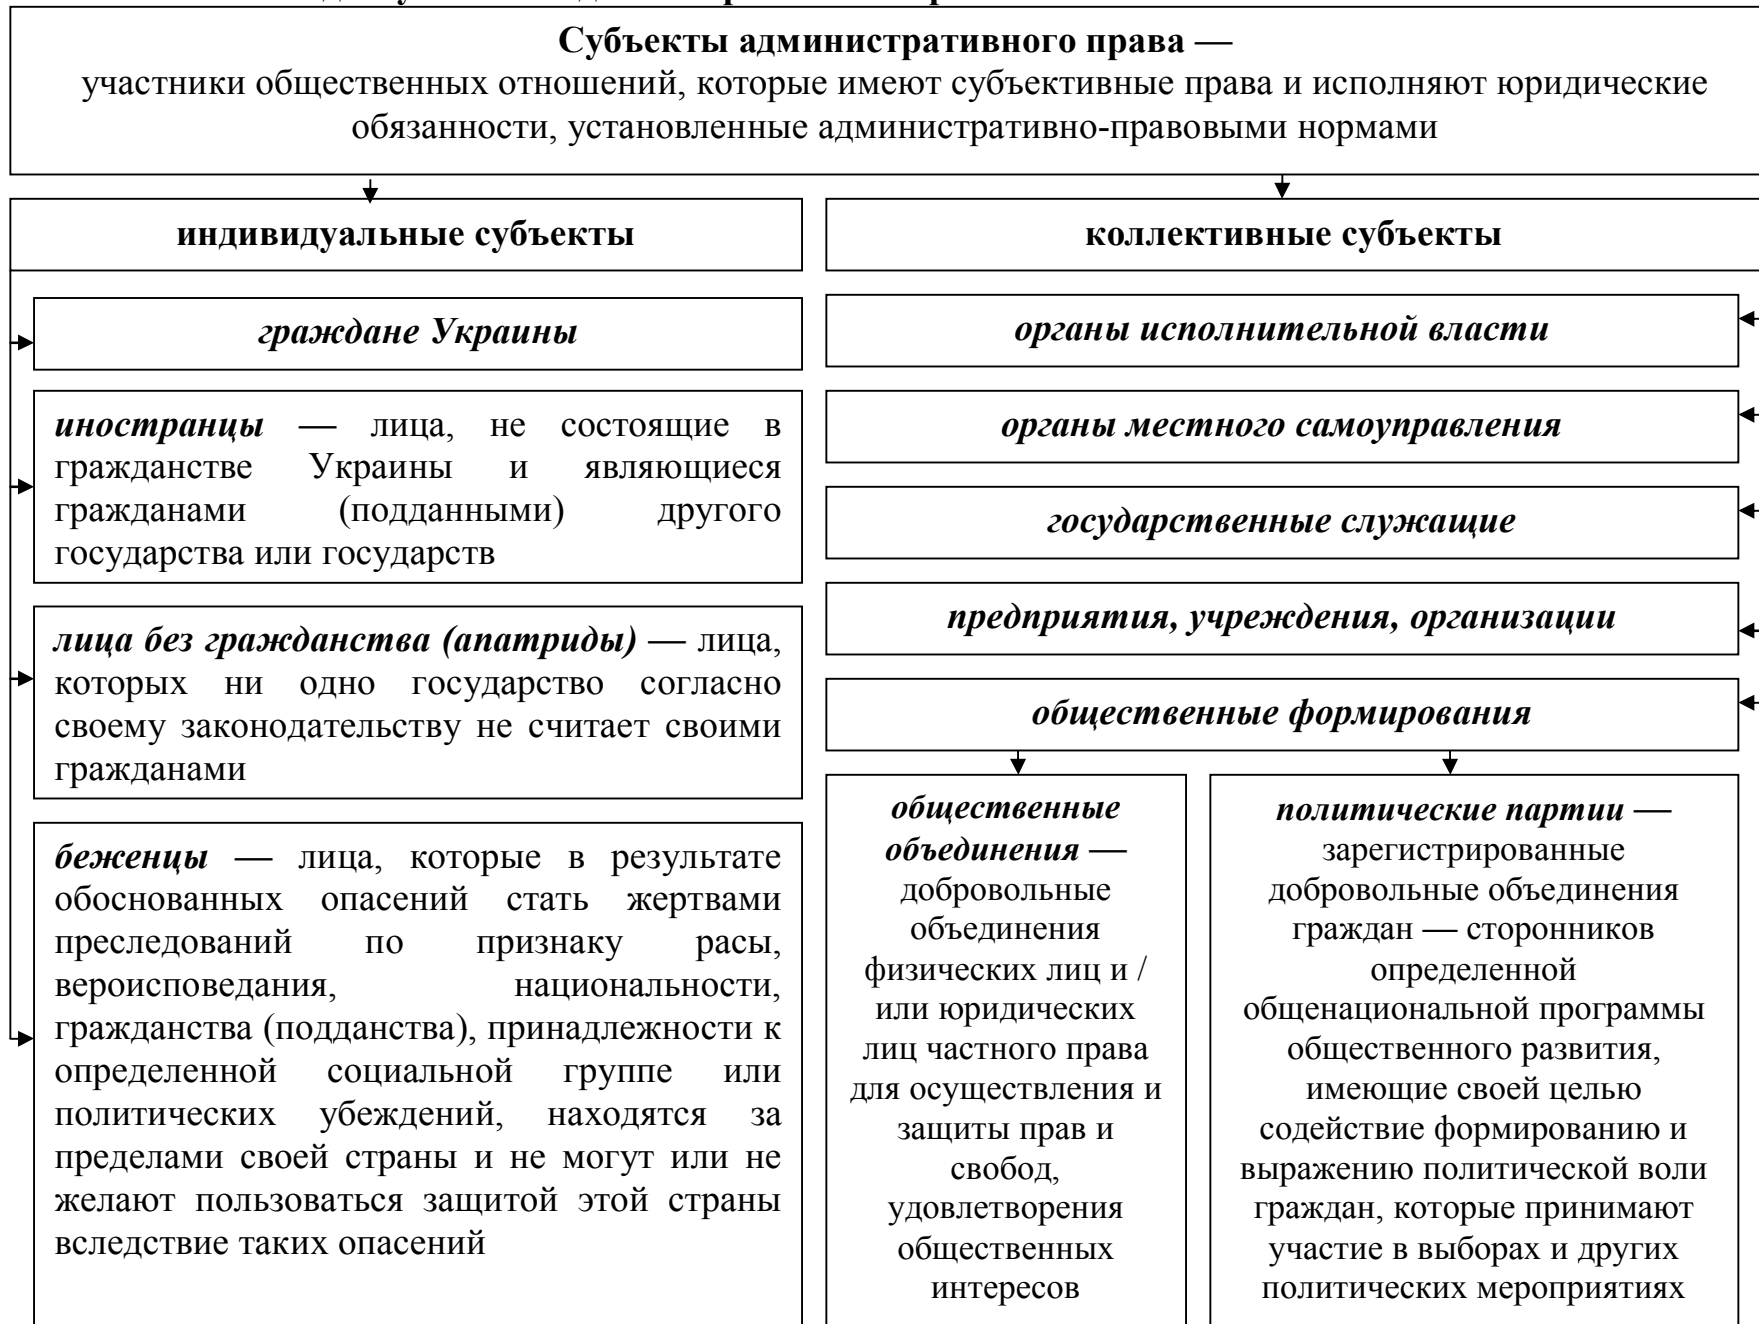 Субъекты административного права —
участники общественных отношений, которые имеют субъективные права и исполняют юридические
обязанности, установленные административно-правовыми нормами
индивидуальные субъекты
граждане Украины
иностранцы — лица, не состоящие в
гражданстве Украины и являющиеся
гражданами (подданными) другого
государства или государств
лица без гражданства (апатриды) — лица,
которых ни одно государство согласно
своему законодательству не считает своими
гражданами
беженцы — лица, которые в результате
обоснованных опасений стать жертвами
преследований по признаку расы,
вероисповедания, национальности,
гражданства (подданства), принадлежности к
определенной социальной группе или
политических убеждений, находятся за
пределами своей страны и не могут или не
желают пользоваться защитой этой страны
вследствие таких опасений
коллективные субъекты
органы исполнительной власти
органы местного самоуправления
государственные служащие
предприятия, учреждения, организации
общественные формирования
общественные
объединения —
добровольные
объединения
физических лиц и /
или юридических
лиц частного права
для осуществления и
защиты прав и
свобод,
удовлетворения
общественных
интересов
политические партии —
зарегистрированные
добровольные объединения
граждан — сторонников
определенной
общенациональной программы
общественного развития,
имеющие своей целью
содействие формированию и
выражению политической воли
граждан, которые принимают
участие в выборах и других
политических мероприятиях